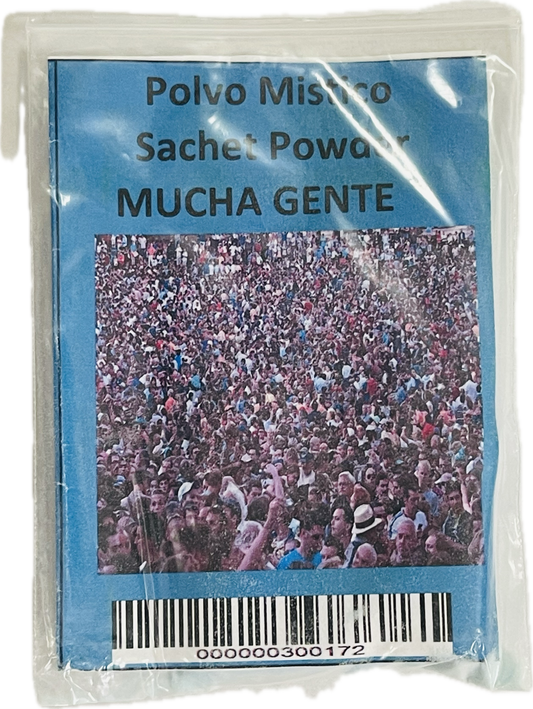 Polvo Mistico
Sachet Powder
MUCHA GENTE
000000300172